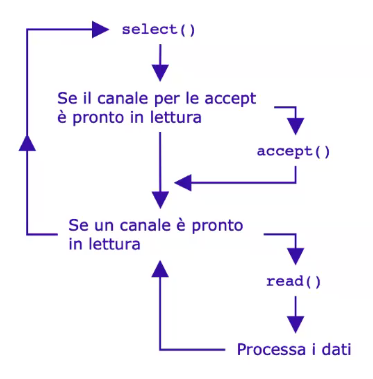 select()
Se il canale per le accept
è pronto in lettura
accept()
Se un canale è pronto
in lettura
read()
Processa i dati